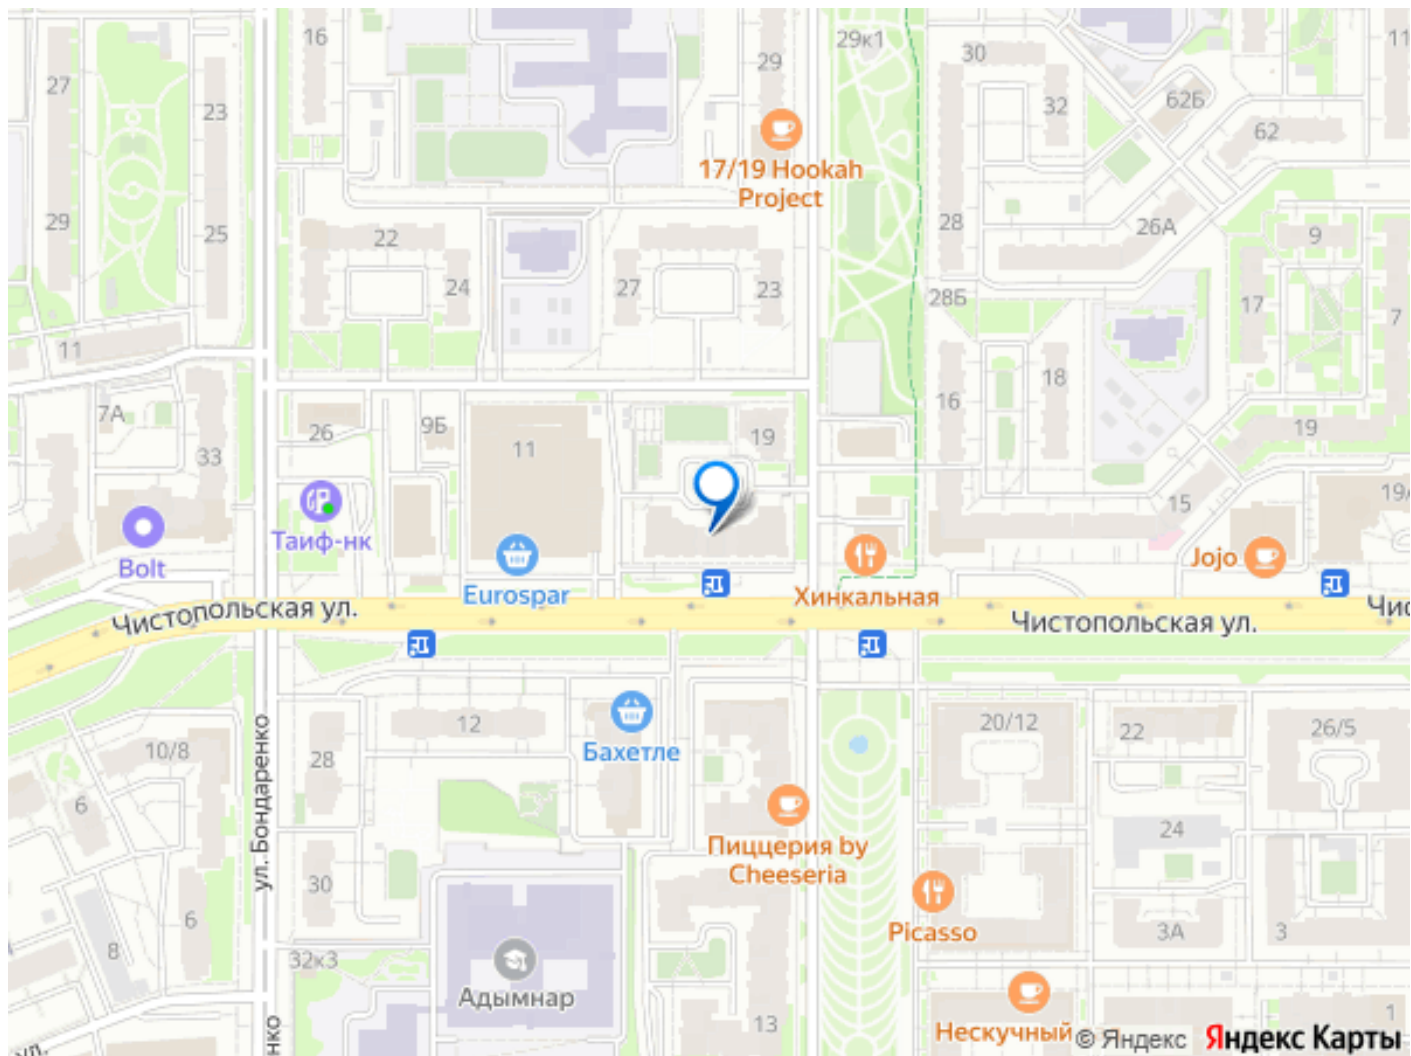 16
29
29к1
30
11
27
23
32
62Б
62
17/19 Hookah
Project
29
25
22
28
26А
9
24
27
23
28Б
17
7
11
18
16
7А
26
9Б
11
19
33
19
15
19
Таиф-нк
Bolt
Eurospar
Хинкальная
Jojo
Чистопольская ул.
Чистопольская ул.
Чис
12
Бахетле
20/12
22
26/5
10/8
28
6
ул. Бондаренко
24
Пиццерия by
Cheeseria
30
6
8
Picasso
3А
3
32к3
Адымнар
13
Нескучный
1
нко
ул.
© Яндекс
Яндекс Карты